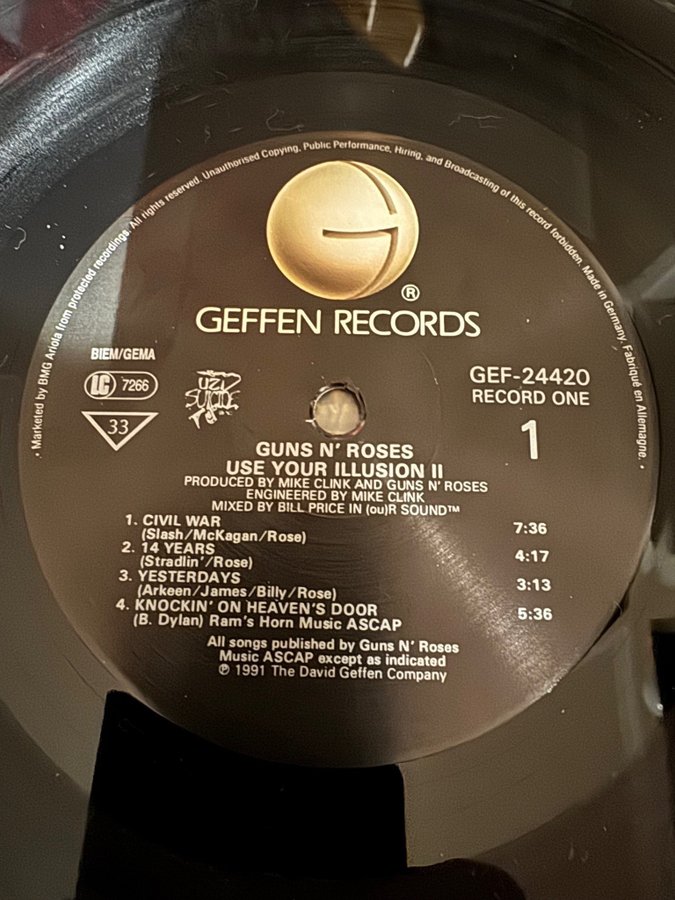 • Marketed by BMG Ariola from protected recordings. All rights reserved. Unauthorised Copying, Public Performance, Hiring, and Broadcasting of this record forbidden. Made in Germany. Fabriqué en Allemagne. •
®
GEFFEN RECORDS
BIEM/GEMA
LC 7266
33
UZI
SUICIDE
GEF-24420
RECORD ONE
1
GUNS N' ROSES
USE YOUR ILLUSION II
PRODUCED BY MIKE CLINK AND GUNS N' ROSES
ENGINEERED BY MIKE CLINK
MIXED BY BILL PRICE IN (ou)R SOUND™
1. CIVIL WAR 7:36
(Slash/McKagan/Rose)
2. 14 YEARS 4:17
(Stradlin'/Rose)
3. YESTERDAYS 3:13
(Arkeen/James/Billy/Rose)
4. KNOCKIN' ON HEAVEN'S DOOR 5:36
(B. Dylan) Ram's Horn Music ASCAP
All songs published by Guns N' Roses
Music ASCAP except as indicated
℗ 1991 The David Geffen Company